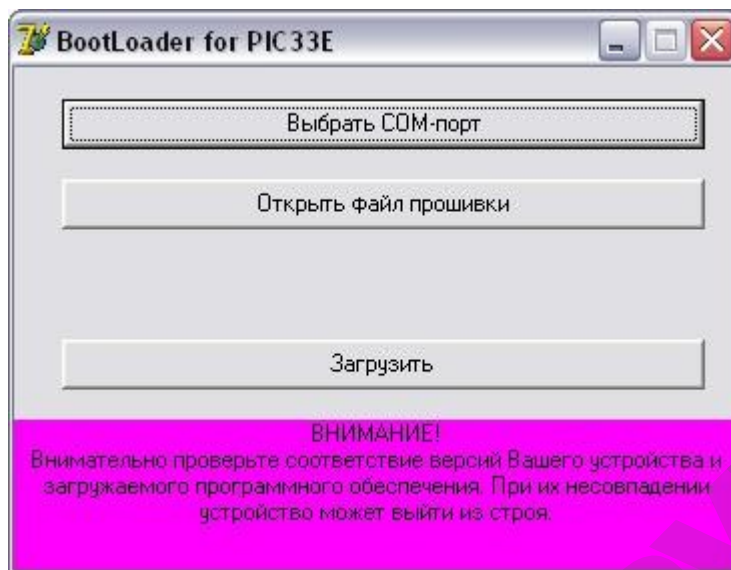 BootLoader for PIC33E
Выбрать COM-порт
Открыть файл прошивки
Загрузить
ВНИМАНИЕ!
Внимательно проверьте соответствие версий Вашего устройства и
загружаемого программного обеспечения. При их несовпадении
устройство может выйти из строя.